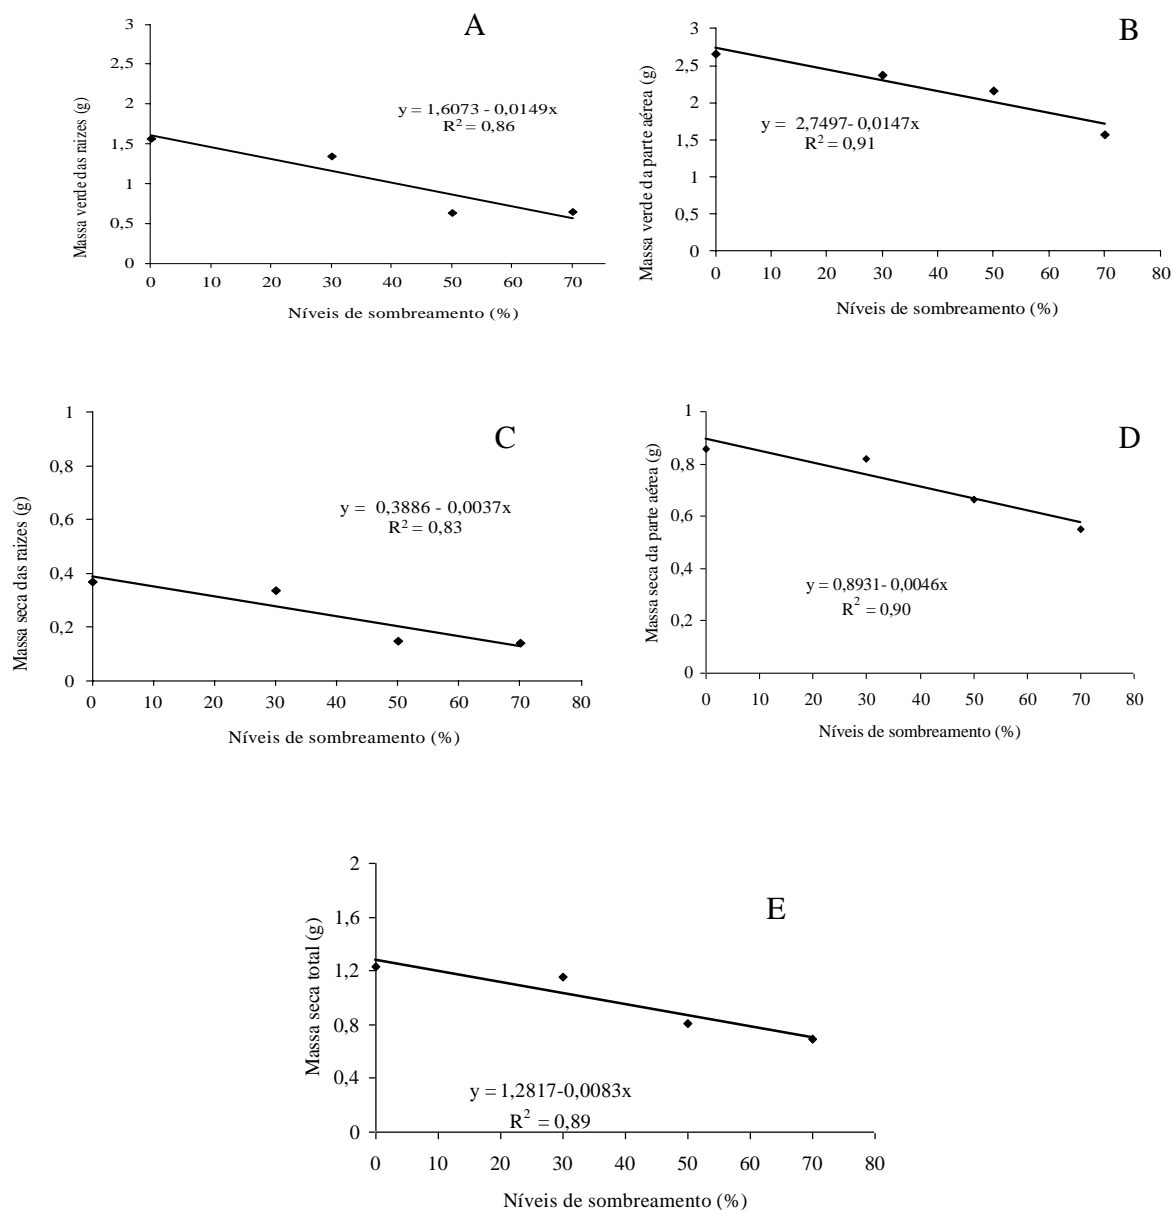 A
3
2,5
2
1,5
1
0,5
0
Massa verde das raizes (g)
y = 1,6073 - 0,0149x
R² = 0,86
0 10 20 30 40 50 60 70
Níveis de sombreamento (%)
B
3
2,5
2
1,5
1
0,5
0
Massa verde da parte aérea (g)
y = 2,7497- 0,0147x
R² = 0,91
0 10 20 30 40 50 60 70 80
Níveis de sombreamento (%)
C
1
0,8
0,6
0,4
0,2
0
Massa seca das raizes (g)
y = 0,3886 - 0,0037x
R² = 0,83
0 10 20 30 40 50 60 70 80
Níveis de sombreamento (%)
D
1
0,8
0,6
0,4
0,2
0
Massa seca da parte aérea (g)
y = 0,8931- 0,0046x
R² = 0,90
0 10 20 30 40 50 60 70 80
Níveis de sombreamento (%)
E
2
1,6
1,2
0,8
0,4
0
Massa seca total (g)
y = 1,2817-0,0083x
R² = 0,89
0 10 20 30 40 50 60 70 80
Níveis de sombreamento (%)